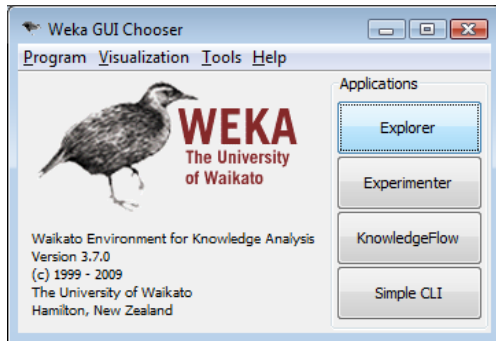 Weka GUI Chooser
Program Visualization Tools Help
WEKA
The University
of Waikato
Waikato Environment for Knowledge Analysis
Version 3.7.0
(c) 1999 - 2009
The University of Waikato
Hamilton, New Zealand
Applications
Explorer
Experimenter
KnowledgeFlow
Simple CLI